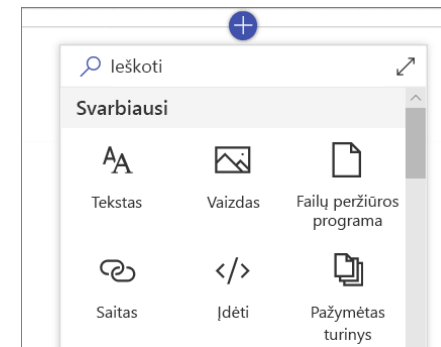 Ieškoti
Svarbiausi
Tekstas
Vaizdas
Failų peržiūros
programa
Saitas
Įdėti
Pažymėtas
turinys